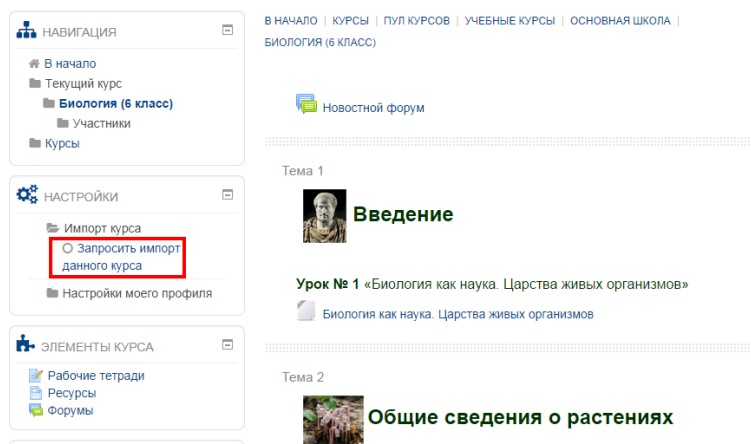 НАВИГАЦИЯ
В начало
Текущий курс
Биология (6 класс)
Участники
Курсы
НАСТРОЙКИ
Импорт курса
Запросить импорт
данного курса
Настройки моего профиля
ЭЛЕМЕНТЫ КУРСА
Рабочие тетради
Ресурсы
Форумы
В НАЧАЛО | КУРСЫ | ПУЛ КУРСОВ | УЧЕБНЫЕ КУРСЫ | ОСНОВНАЯ ШКОЛА |
БИОЛОГИЯ (6 КЛАСС)
Новостной форум
Тема 1
Введение
Урок № 1 «Биология как наука. Царства живых организмов»
Биология как наука. Царства живых организмов
Тема 2
Общие сведения о растениях